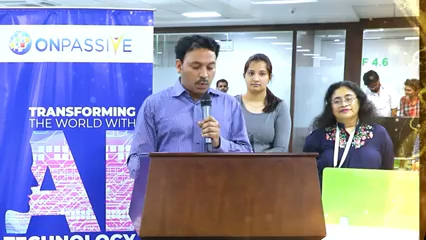 ONPASSIVE
TRANSFORMING
THE WORLD WITH
AI
TECHNOLOGY
F 4.6